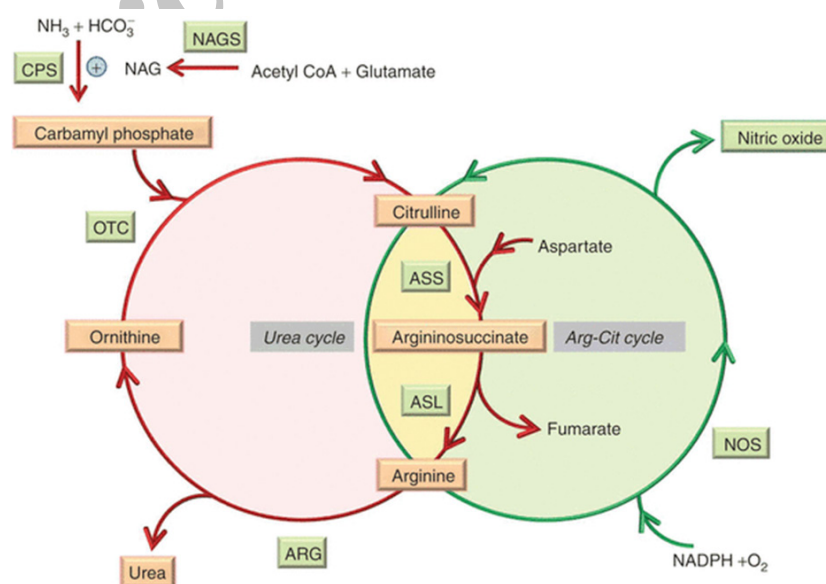 NH₃ + HCO₃⁻
NAGS
CPS
+
NAG
Acetyl CoA + Glutamate
Carbamyl phosphate
Nitric oxide
Citrulline
OTC
Aspartate
ASS
Ornithine
Urea cycle
Argininosuccinate
Arg-Cit cycle
ASL
Fumarate
NOS
Arginine
ARG
NADPH +O₂
Urea